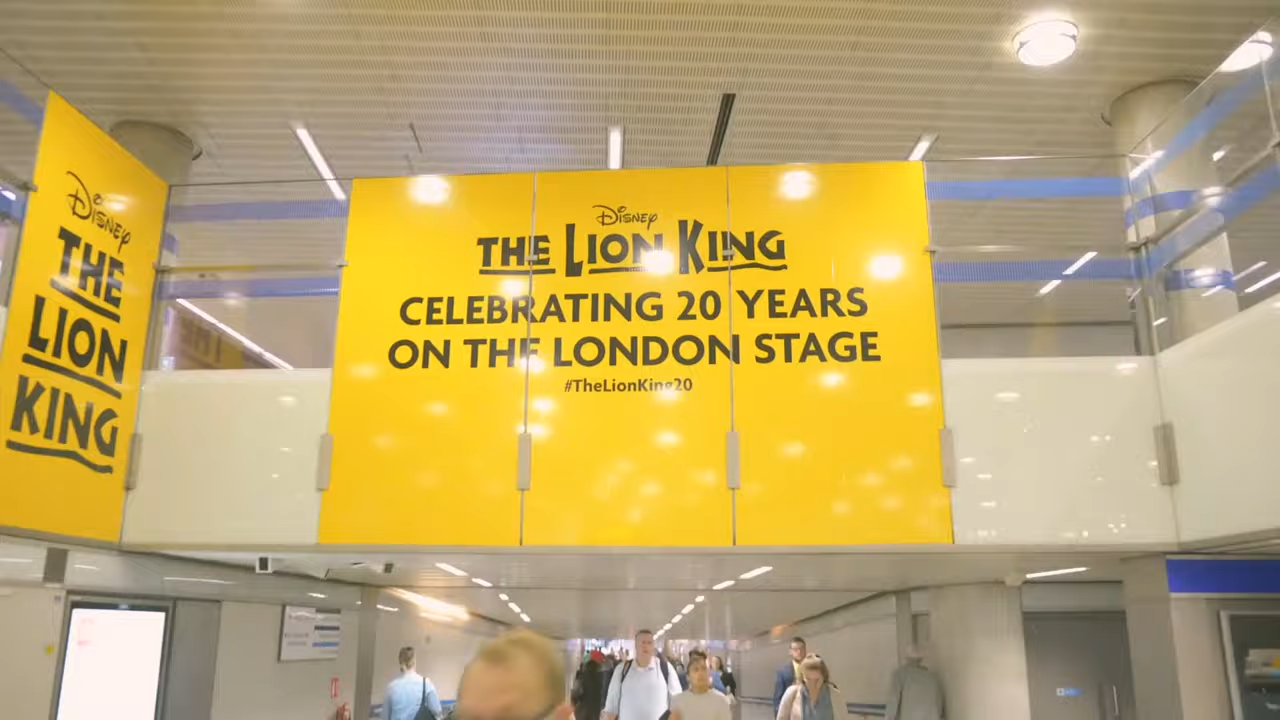 Disney
THE
LION
KING
Disney
THE LION KING
CELEBRATING 20 YEARS
ON THE LONDON STAGE
#TheLionKing20